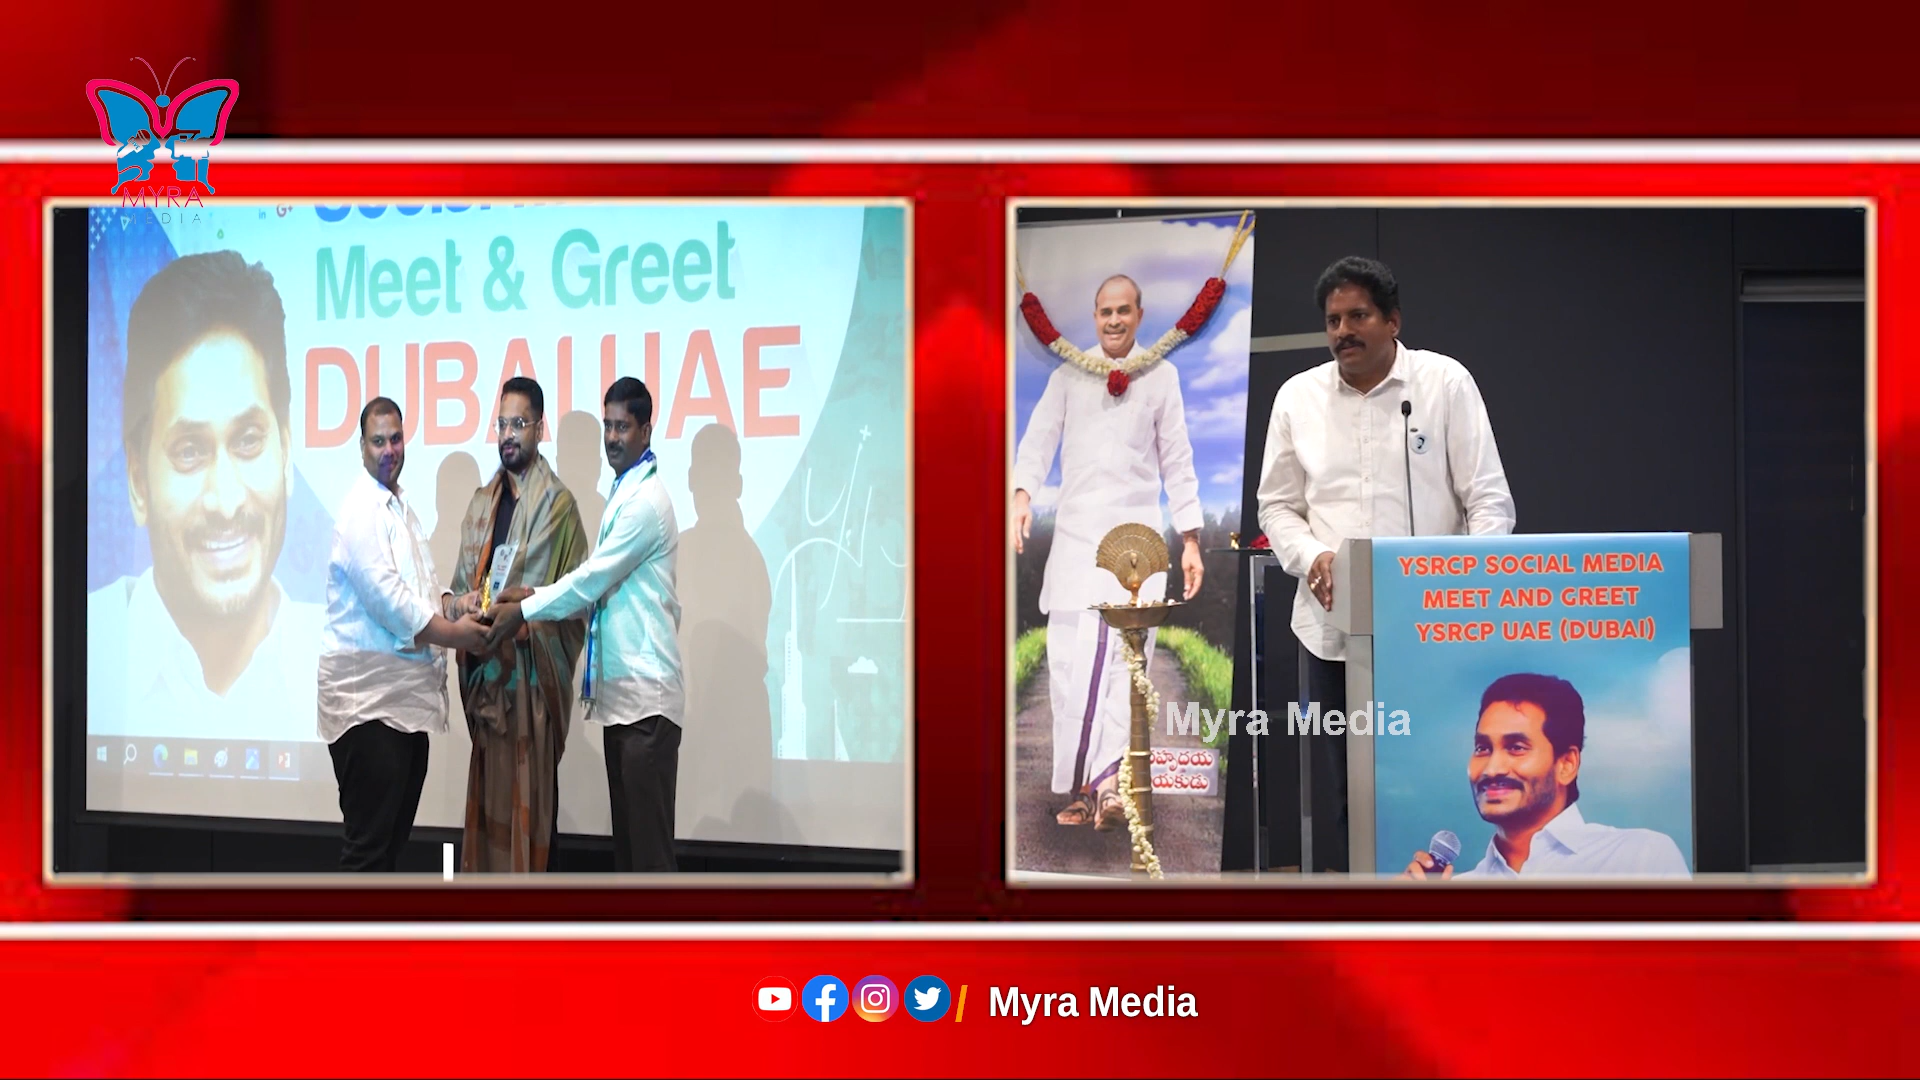 MYRA
MEDIA
Meet & Greet
DUBAI UAE
YSRCP SOCIAL MEDIA
MEET AND GREET
YSRCP UAE (DUBAI)
Myra Media
Myra Media